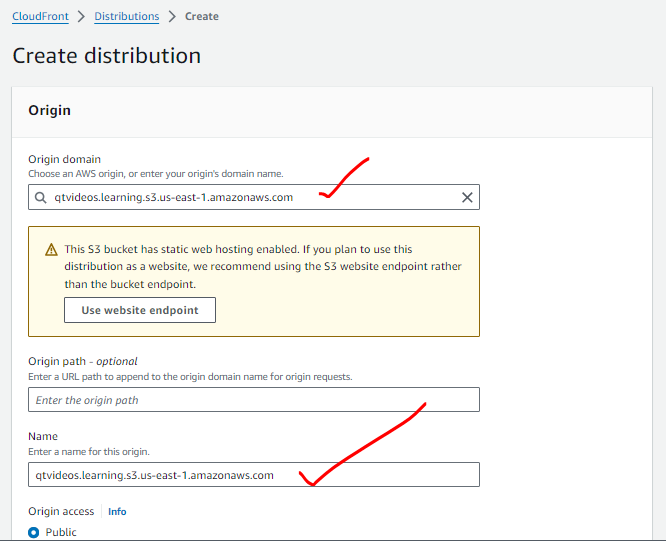 CloudFront > Distributions > Create
Create distribution
Origin
Origin domain
Choose an AWS origin, or enter your origin's domain name.
qtvideos.learning.s3.us-east-1.amazonaws.com
This S3 bucket has static web hosting enabled. If you plan to use this
distribution as a website, we recommend using the S3 website endpoint rather
than the bucket endpoint.
Use website endpoint
Origin path - optional
Enter a URL path to append to the origin domain name for origin requests.
Enter the origin path
Name
Enter a name for this origin.
qtvideos.learning.s3.us-east-1.amazonaws.com
Origin access Info
Public